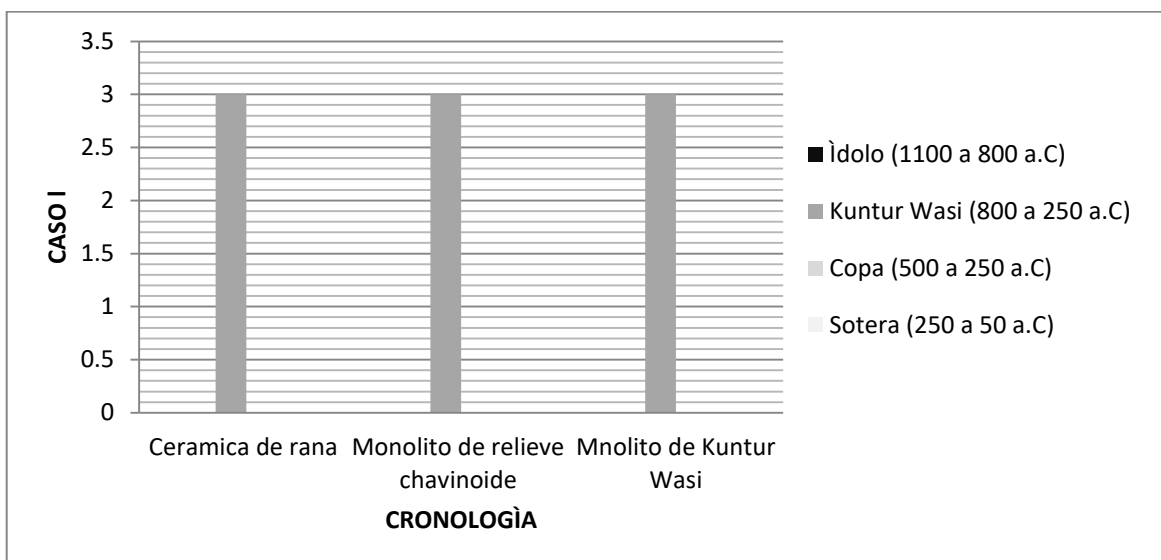 3.5
3
2.5
2
1.5
1
0.5
0
CASO I
Ceramica de rana
Monolito de relieve
chavinoide
Mnolito de Kuntur
Wasi
CRONOLOGÌA
Ìdolo (1100 a 800 a.C)
Kuntur Wasi (800 a 250 a.C)
Copa (500 a 250 a.C)
Sotera (250 a 50 a.C)